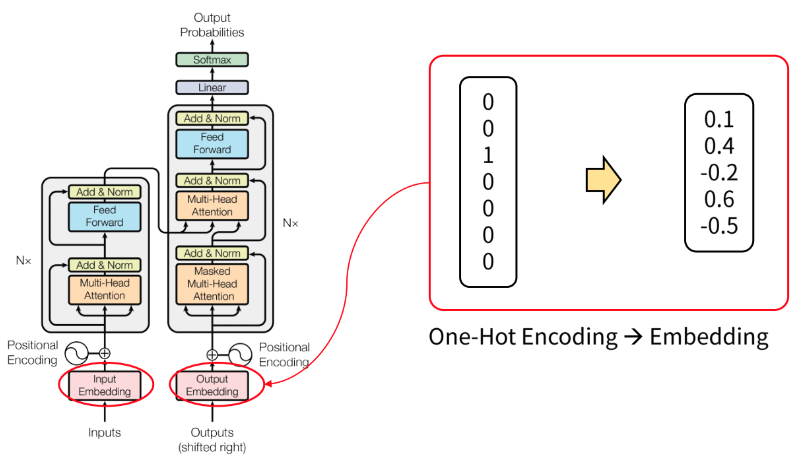 Output
Probabilities
Softmax
Linear
Add & Norm
Feed
Forward
Add & Norm
Multi-Head
Attention
Add & Norm
Masked
Multi-Head
Attention
Nx
Positional
Encoding
Output
Embedding
Outputs
(shifted right)
Add & Norm
Feed
Forward
Add & Norm
Multi-Head
Attention
Nx
Positional
Encoding
Input
Embedding
Inputs
0
0
1
0
0
0
0
0.1
0.4
-0.2
0.6
-0.5
One-Hot Encoding → Embedding